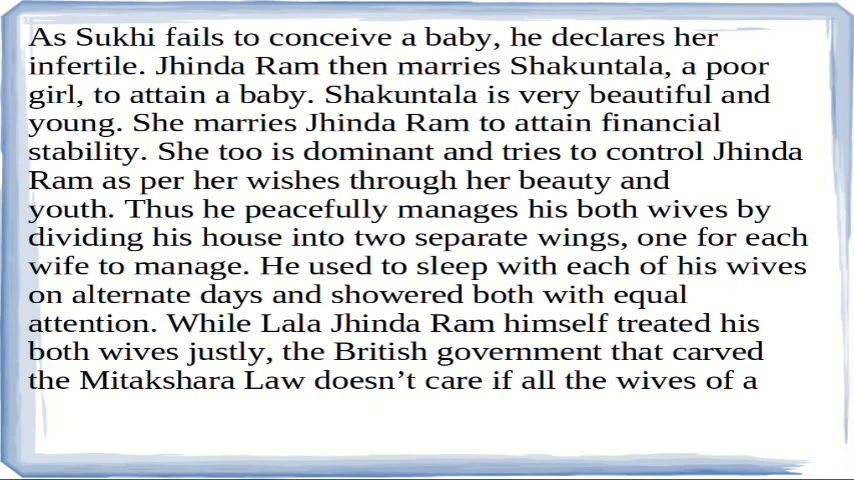 As Sukhi fails to conceive a baby, he declares her
infertile. Jhinda Ram then marries Shakuntala, a poor
girl, to attain a baby. Shakuntala is very beautiful and
young. She marries Jhinda Ram to attain financial
stability. She too is dominant and tries to control Jhinda
Ram as per her wishes through her beauty and
youth. Thus he peacefully manages his both wives by
dividing his house into two separate wings, one for each
wife to manage. He used to sleep with each of his wives
on alternate days and showered both with equal
attention. While Lala Jhinda Ram himself treated his
both wives justly, the British government that carved
the Mitakshara Law doesn’t care if all the wives of a